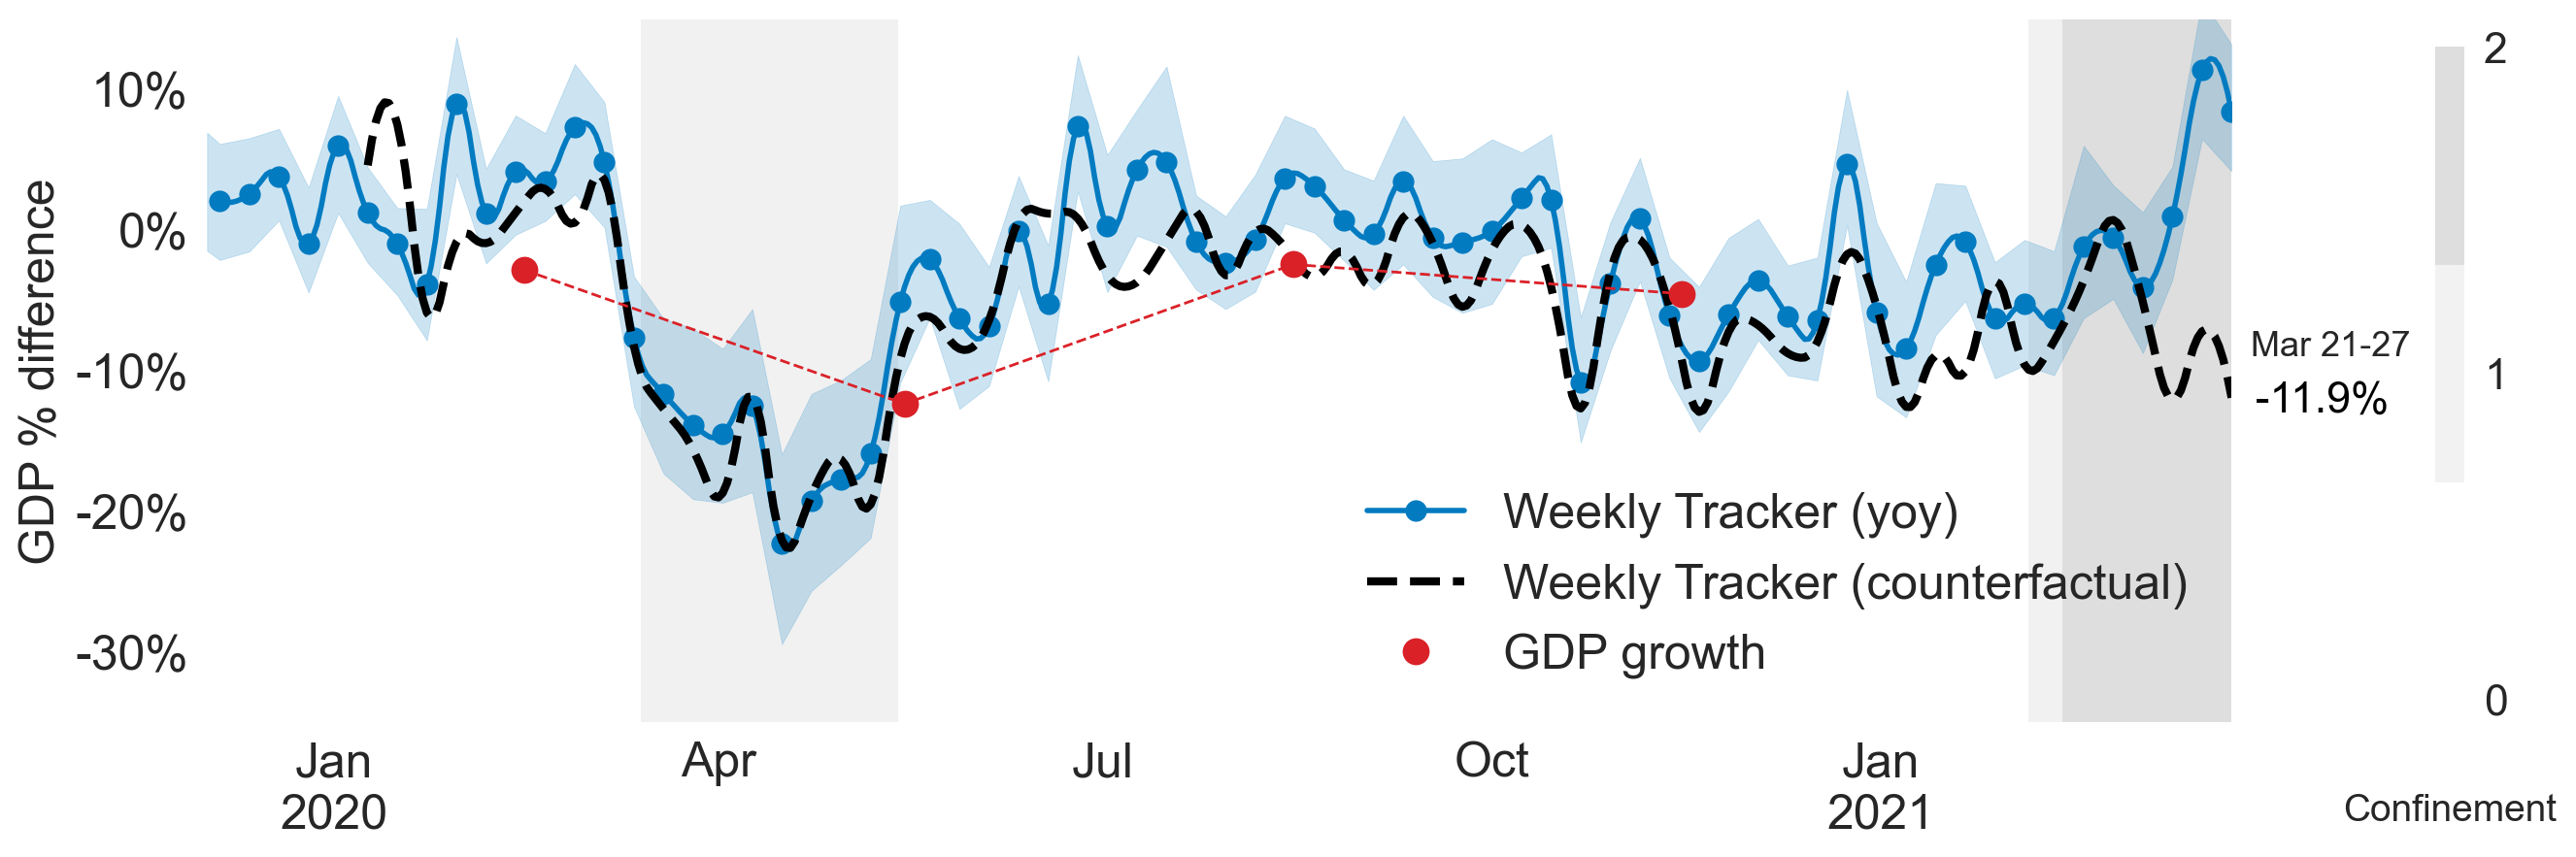 GDP % difference
10%
0%
-10%
-20%
-30%
Jan
2020
Apr
Jul
Oct
Jan
2021
Weekly Tracker (yoy)
Weekly Tracker (counterfactual)
GDP growth
Mar 21-27
-11.9%
2
1
0
Confinement